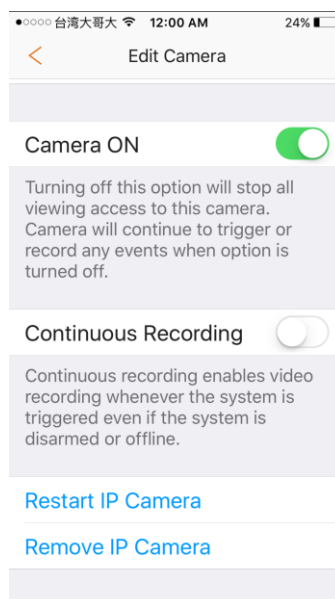 台湾大哥大 12:00 AM 24%
Edit Camera
Camera ON
Turning off this option will stop all
viewing access to this camera.
Camera will continue to trigger or
record any events when option is
turned off.
Continuous Recording
Continuous recording enables video
recording whenever the system is
triggered even if the system is
disarmed or offline.
Restart IP Camera
Remove IP Camera